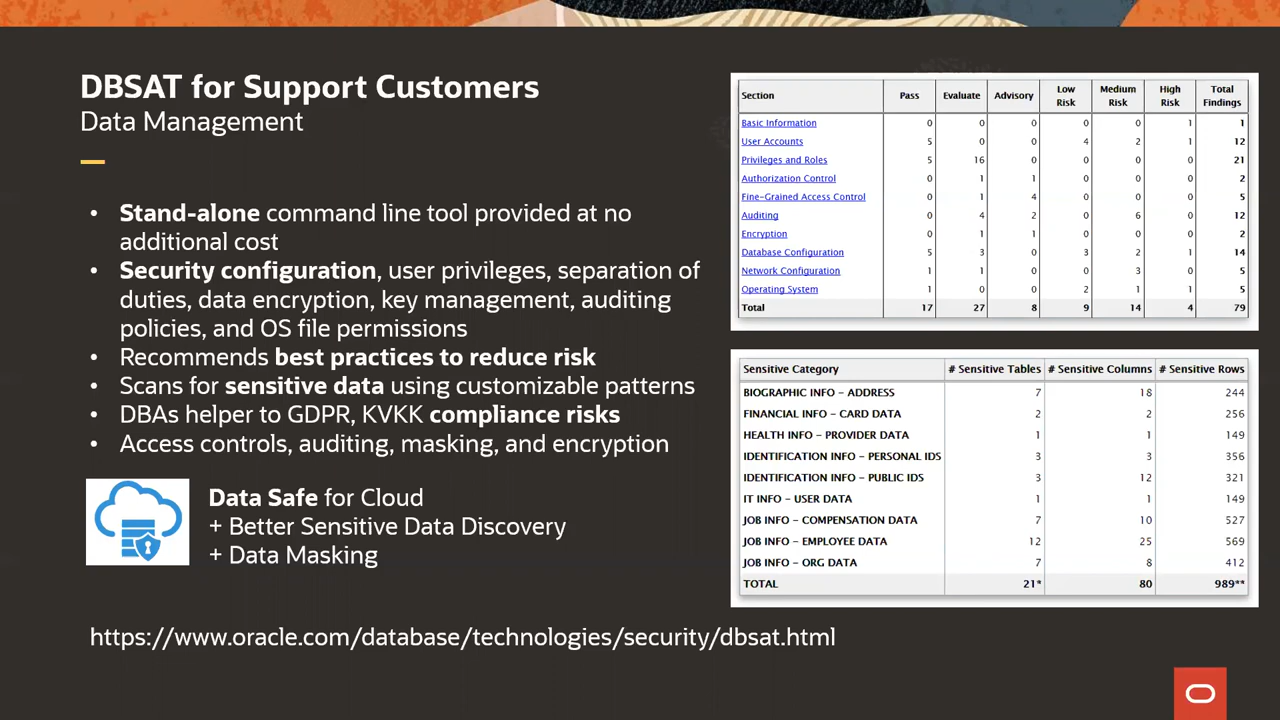 DBSAT for Support Customers
Data Management
• Stand-alone command line tool provided at no
additional cost
• Security configuration, user privileges, separation of
duties, data encryption, key management, auditing
policies, and OS file permissions
• Recommends best practices to reduce risk
• Scans for sensitive data using customizable patterns
• DBAs helper to GDPR, KVKK compliance risks
• Access controls, auditing, masking, and encryption
Data Safe for Cloud
+ Better Sensitive Data Discovery
+ Data Masking
https://www.oracle.com/database/technologies/security/dbsat.html
Section Pass Evaluate Advisory Low Risk Medium Risk High Risk Total Findings
Basic Information 0 0 0 0 0 1 1
User Accounts 5 0 0 4 2 1 12
Privileges and Roles 5 16 0 0 0 0 21
Authorization Control 0 1 1 0 0 0 2
Fine-Grained Access Control 0 1 4 0 0 0 5
Auditing 0 4 2 0 6 0 12
Encryption 0 1 1 0 0 0 2
Database Configuration 5 3 0 3 2 1 14
Network Configuration 1 1 0 0 3 0 5
Operating System 1 0 0 2 1 1 5
Total 17 27 8 9 14 4 79
Sensitive Category # Sensitive Tables # Sensitive Columns # Sensitive Rows
BIOGRAPHIC INFO - ADDRESS 7 18 244
FINANCIAL INFO - CARD DATA 2 2 256
HEALTH INFO - PROVIDER DATA 1 1 149
IDENTIFICATION INFO - PERSONAL IDS 3 3 356
IDENTIFICATION INFO - PUBLIC IDS 3 12 321
IT INFO - USER DATA 1 1 149
JOB INFO - COMPENSATION DATA 7 10 527
JOB INFO - EMPLOYEE DATA 12 25 569
JOB INFO - ORG DATA 7 8 412
TOTAL 21* 80 989**